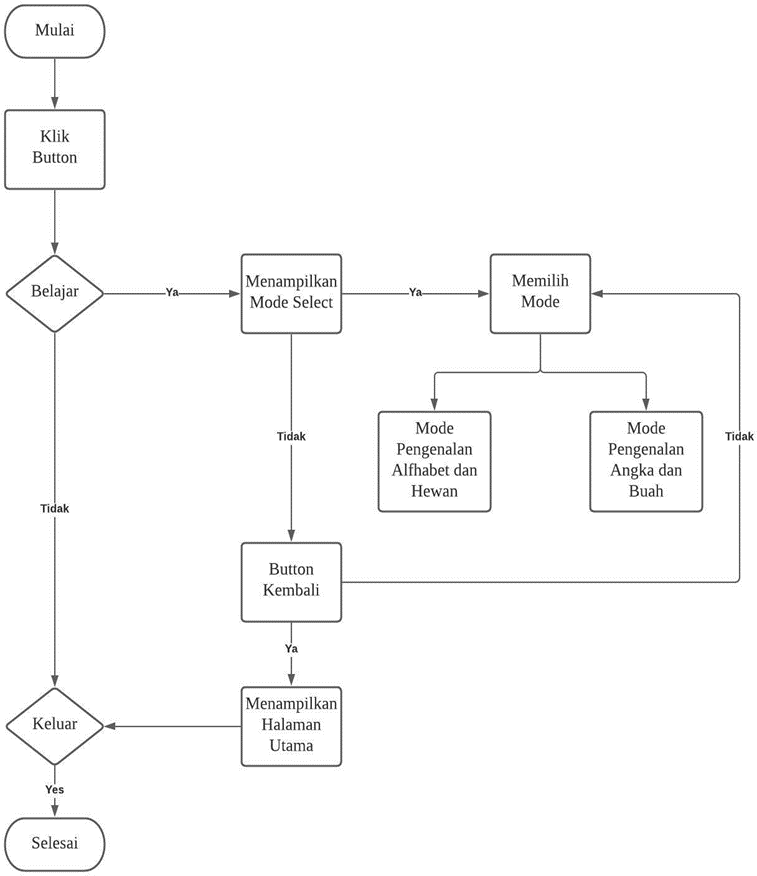 Mulai
Klik
Button
Belajar
Ya
Menampilkan
Mode Select
Ya
Memilih
Mode
Tidak
Tidak
Tidak
Mode
Pengenalan
Alfhabet dan
Hewan
Mode
Pengenalan
Angka dan
Buah
Button
Kembali
Ya
Menampilkan
Halaman
Utama
Keluar
Yes
Selesai